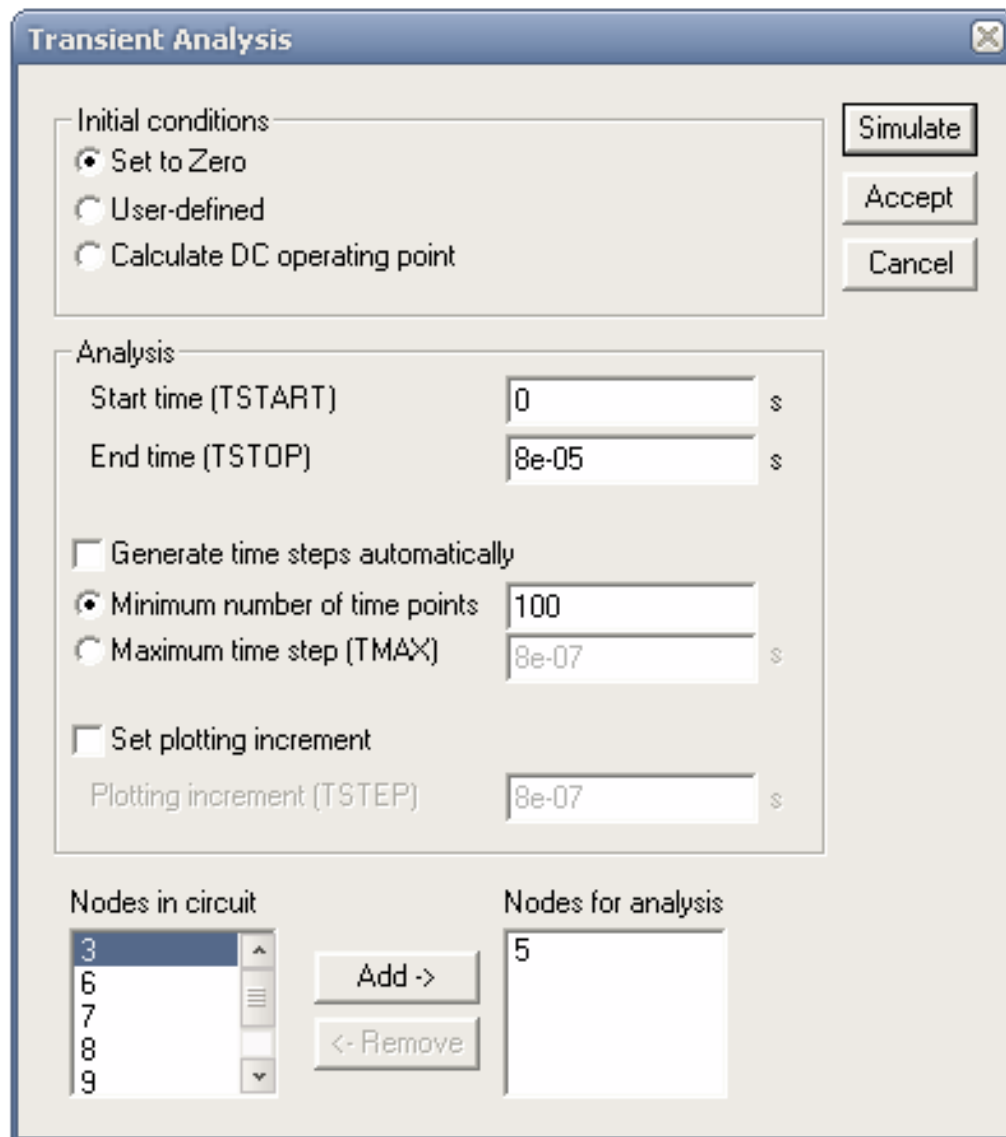 Transient Analysis
Initial conditions
Set to Zero
User-defined
Calculate DC operating point
Simulate
Accept
Cancel
Analysis
Start time (TSTART) 0 s
End time (TSTOP) 8e-05 s
Generate time steps automatically
Minimum number of time points 100
Maximum time step (TMAX) 8e-07 s
Set plotting increment
Plotting increment (TSTEP) 8e-07 s
Nodes in circuit
3
6
7
8
9
Add ->
<- Remove
Nodes for analysis
5